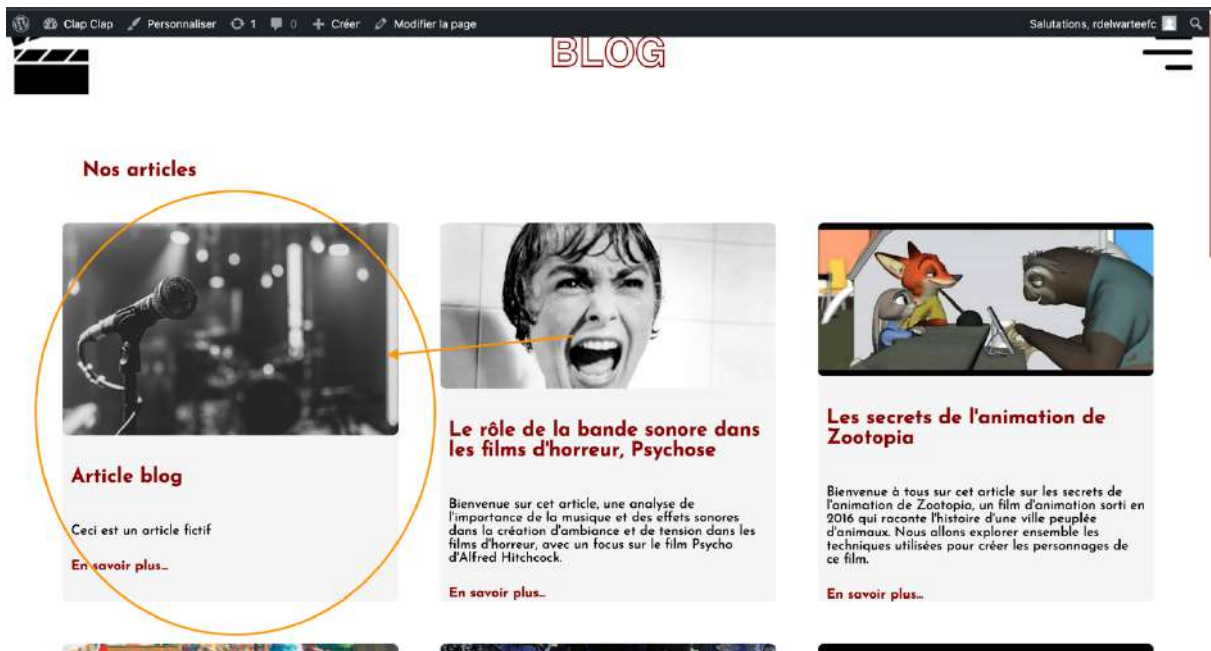 Clap Clap Personnaliser 1 0 Créer Modifier la page Salutations, rdelwarteefc
BLOG
Nos articles
Article blog
Ceci est un article fictif
En savoir plus...
Le rôle de la bande sonore dans
les films d'horreur, Psychose
Bienvenue sur cet article, une analyse de
l'importance de la musique et des effets sonores
dans la création d'ambiance et de tension dans les
films d'horreur, avec un focus sur le film Psycho
d'Alfred Hitchcock.
En savoir plus...
Les secrets de l'animation de
Zootopia
Bienvenue à tous sur cet article sur les secrets de
l'animation de Zootopia, un film d'animation sorti en
2016 qui raconte l'histoire d'une ville peuplée
d'animaux. Nous allons explorer ensemble les
techniques utilisées pour créer les personnages de
ce film.
En savoir plus...